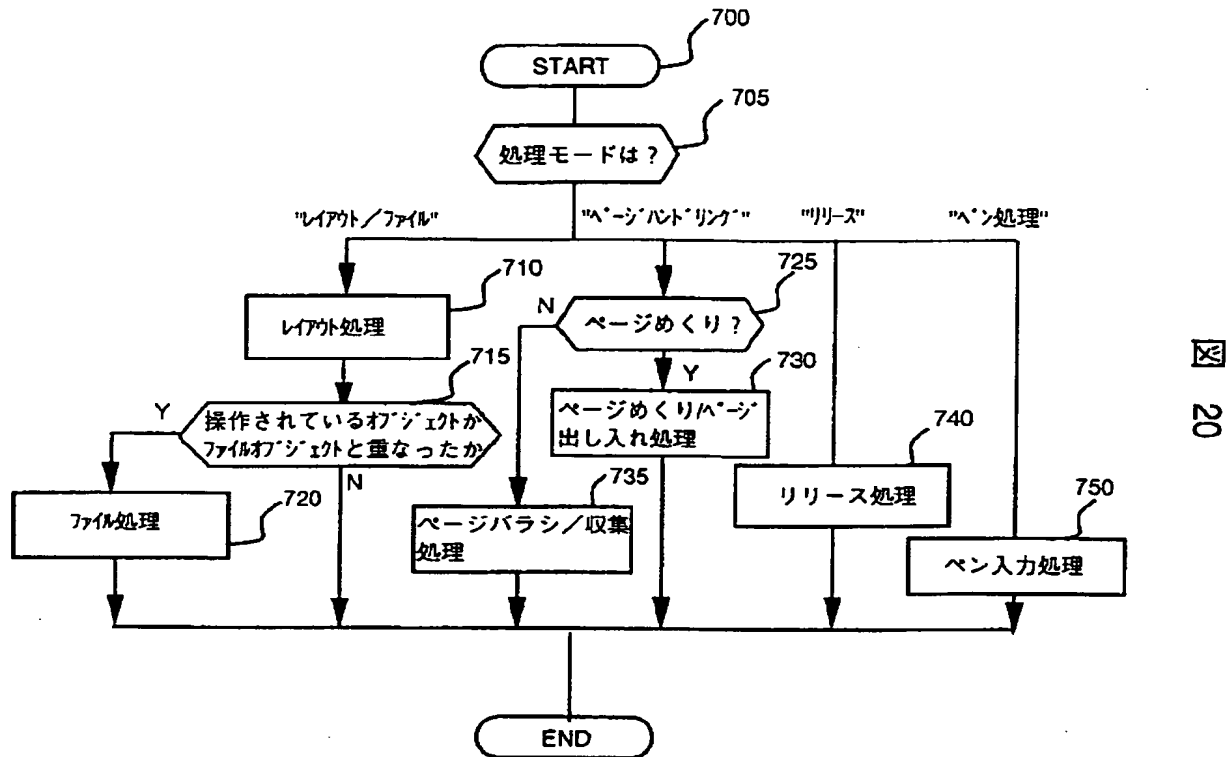 700
START
705
処理モードは？
"レイアウト／ファイル"
"ページハンドリング"
"リリース"
"ペン処理"
710
レイアウト処理
725
N
ページめくり？
715
Y
操作されているオブジェクトが
ファイルオブジェクトと重なったか
Y
730
ページめくり/ページ
出し入れ処理
740
リリース処理
N
720
ファイル処理
735
ページバラシ／収集
処理
750
ペン入力処理
END
図 20